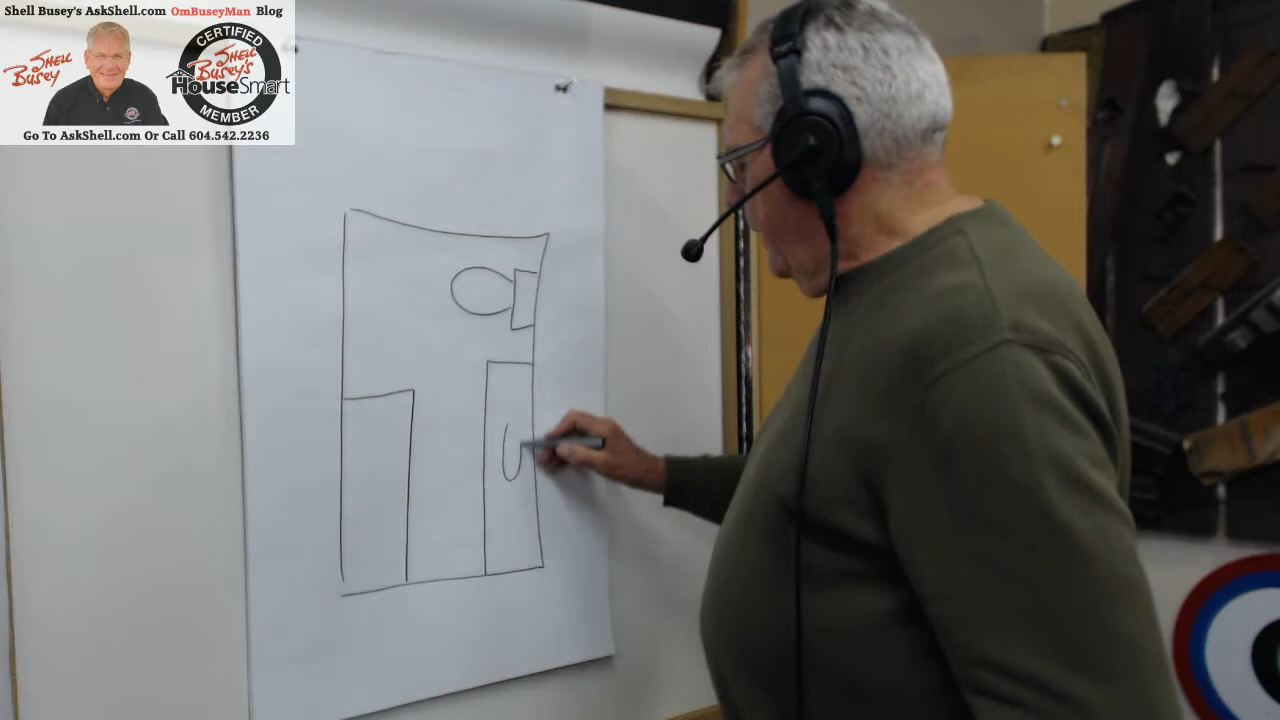 Shell Busey's AskShell.com OmBuseyMan Blog
Shell
Busey
CERTIFIED
Shell
Busey's
HouseSmart
MEMBER
Go To AskShell.com Or Call 604.542.2236